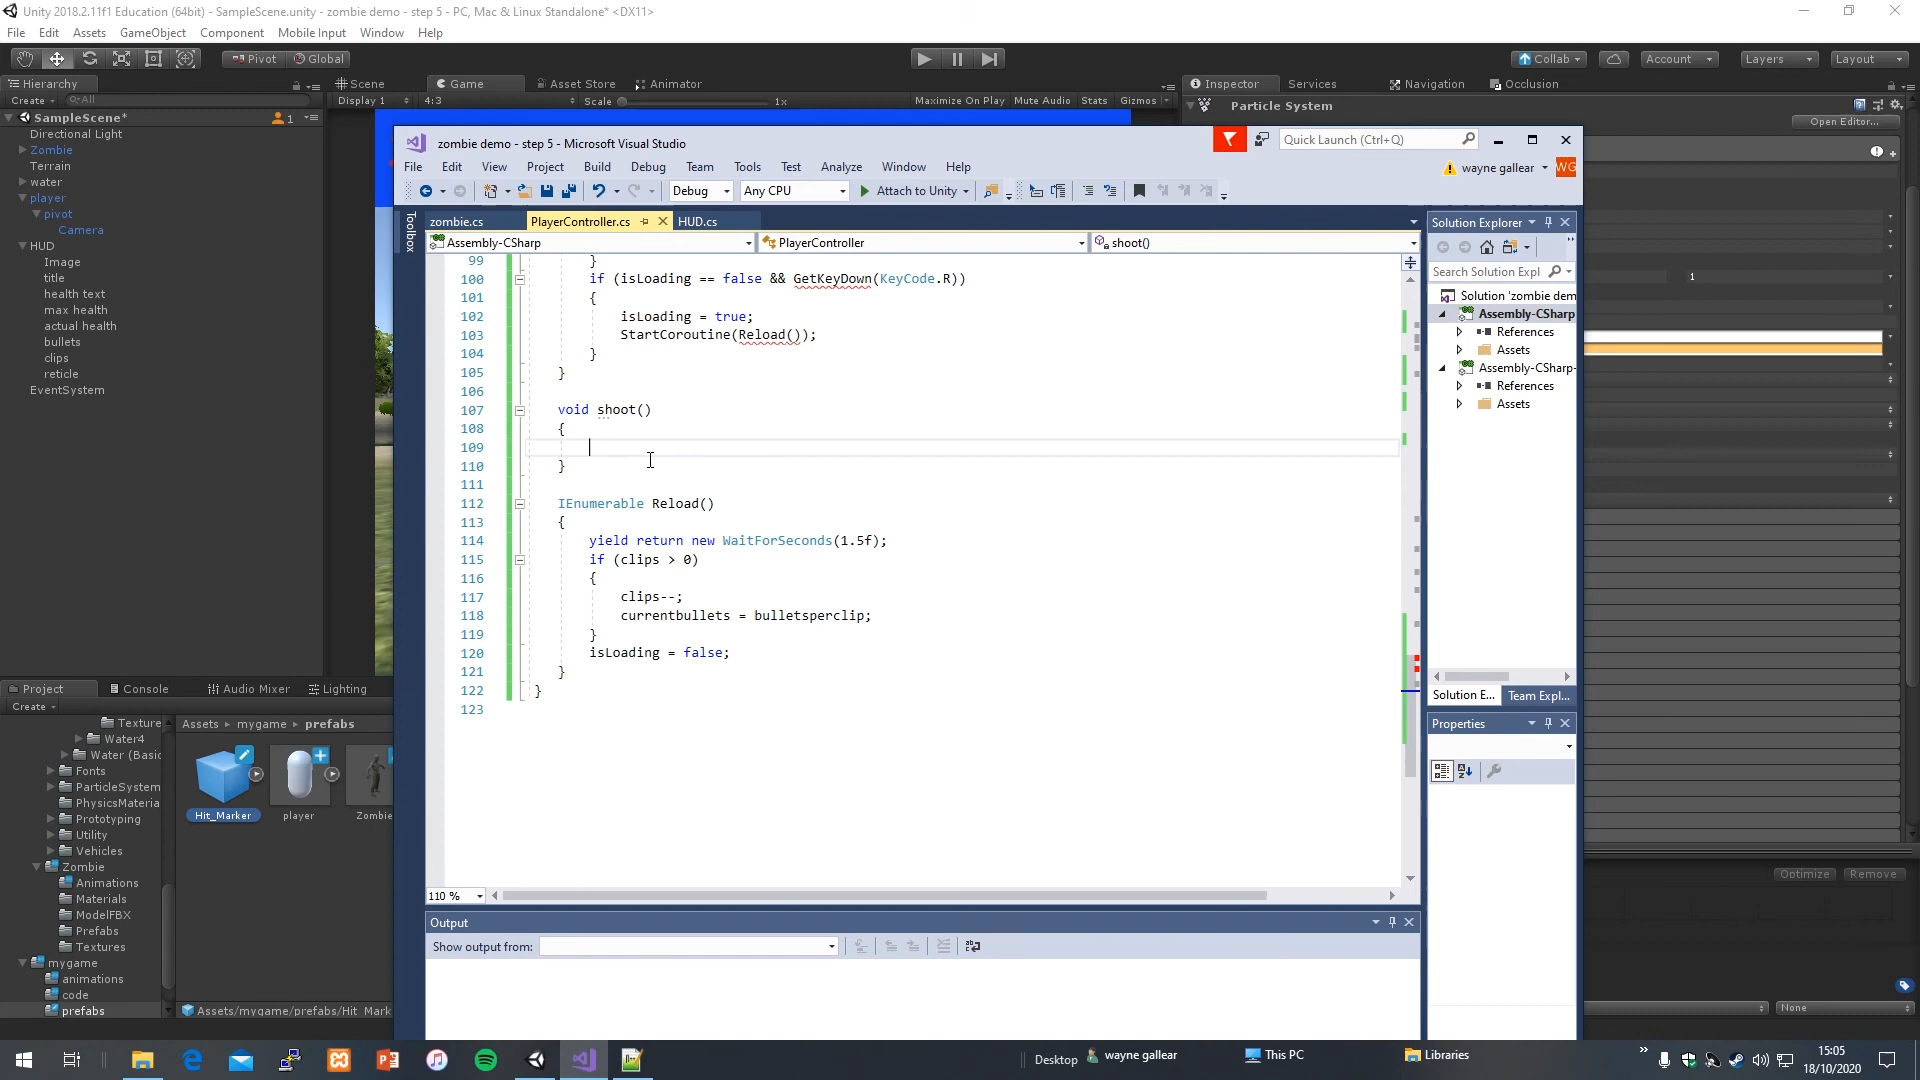 Unity 2018.2.11f1 Education (64bit) - SampleScene.unity - zombie demo - step 5 - PC, Mac & Linux Standalone* <DX11>
File Edit Assets GameObject Component Mobile Input Window Help
Pivot Global
Collab Account Layers Layout
Hierarchy
Create All
SampleScene*
1
Directional Light
Zombie
Terrain
water
player
pivot
Camera
HUD
Image
title
health text
max health
actual health
bullets
clips
reticle
EventSystem
Scene Game Asset Store Animator
Display 1 4:3 Scale 1x Maximize On Play Mute Audio Stats Gizmos
Inspector Services Navigation Occlusion
Particle System
Open Editor...
1
Optimize Remove
None
zombie demo - step 5 - Microsoft Visual Studio
Quick Launch (Ctrl+Q)
File Edit View Project Build Debug Team Tools Test Analyze Window Help
wayne gallear WG
Debug Any CPU Attach to Unity
Toolbox
zombie.cs PlayerController.cs HUD.cs
Assembly-CSharp PlayerController shoot()
99 }
100 if (isLoading == false && GetKeyDown(KeyCode.R))
101 {
102 isLoading = true;
103 StartCoroutine(Reload());
104 }
105 }
106
107 void shoot()
108 {
109
110 }
111
112 IEnumerable Reload()
113 {
114 yield return new WaitForSeconds(1.5f);
115 if (clips > 0)
116 {
117 clips--;
118 currentbullets = bulletsperclip;
119 }
120 isLoading = false;
121 }
122 }
123
110 %
Output
Show output from:
Solution Explorer
Search Solution Expl
Solution 'zombie dem
Assembly-CSharp
References
Assets
Assembly-CSharp-
References
Assets
Solution E... Team Expl...
Properties
Project Console Audio Mixer Lighting
Create
Texture
Water4
Water (Basic
Fonts
ParticleSystem
PhysicsMateria
Prototyping
Utility
Vehicles
Zombie
Animations
Materials
ModelFBX
Prefabs
Textures
mygame
animations
code
prefabs
Assets mygame prefabs
Hit_Marker player Zombie
Assets/mygame/prefabs/Hit_Mark
Desktop wayne gallear This PC Libraries
15:05
18/10/2020